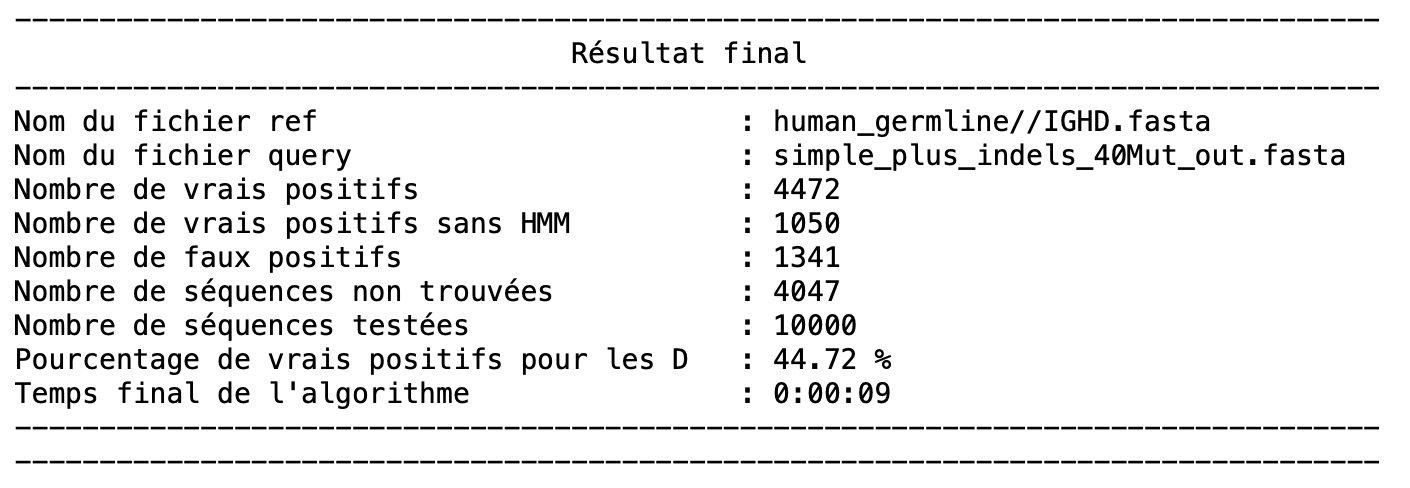 --------------------------------------------------------------------------------
Résultat final
--------------------------------------------------------------------------------
Nom du fichier ref : human_germline//IGHD.fasta
Nom du fichier query : simple_plus_indels_40Mut_out.fasta
Nombre de vrais positifs : 4472
Nombre de vrais positifs sans HMM : 1050
Nombre de faux positifs : 1341
Nombre de séquences non trouvées : 4047
Nombre de séquences testées : 10000
Pourcentage de vrais positifs pour les D : 44.72 %
Temps final de l'algorithme : 0:00:09
--------------------------------------------------------------------------------
--------------------------------------------------------------------------------